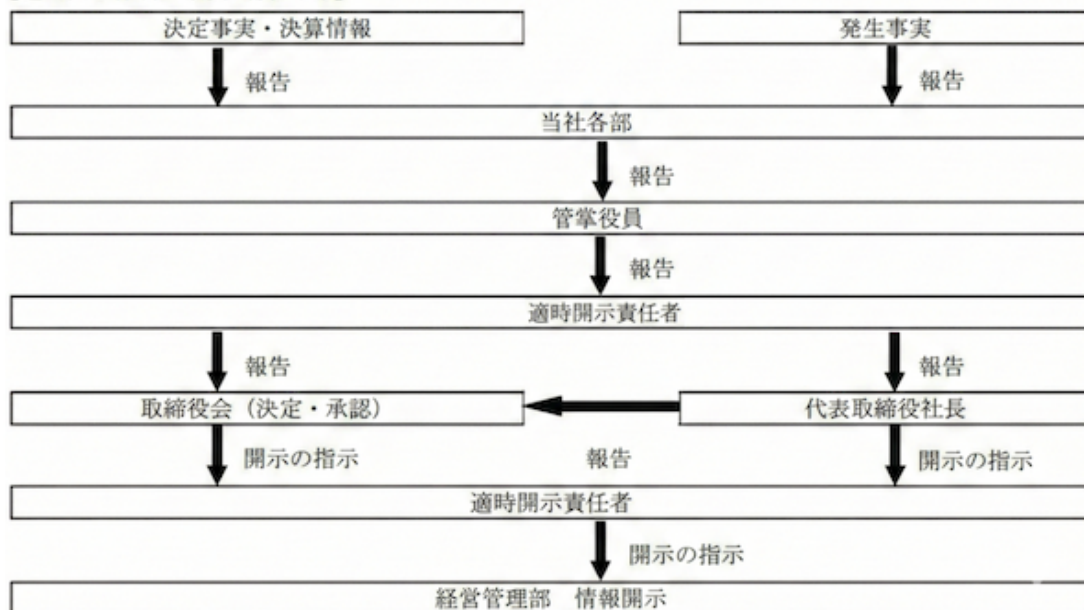 決定事実・決算情報 発生事実
報告 報告
当社各部
報告
管掌役員
報告
適時開示責任者
報告 報告
取締役会（決定・承認） 代表取締役社長
開示の指示 報告 開示の指示
適時開示責任者
開示の指示
経営管理部 情報開示